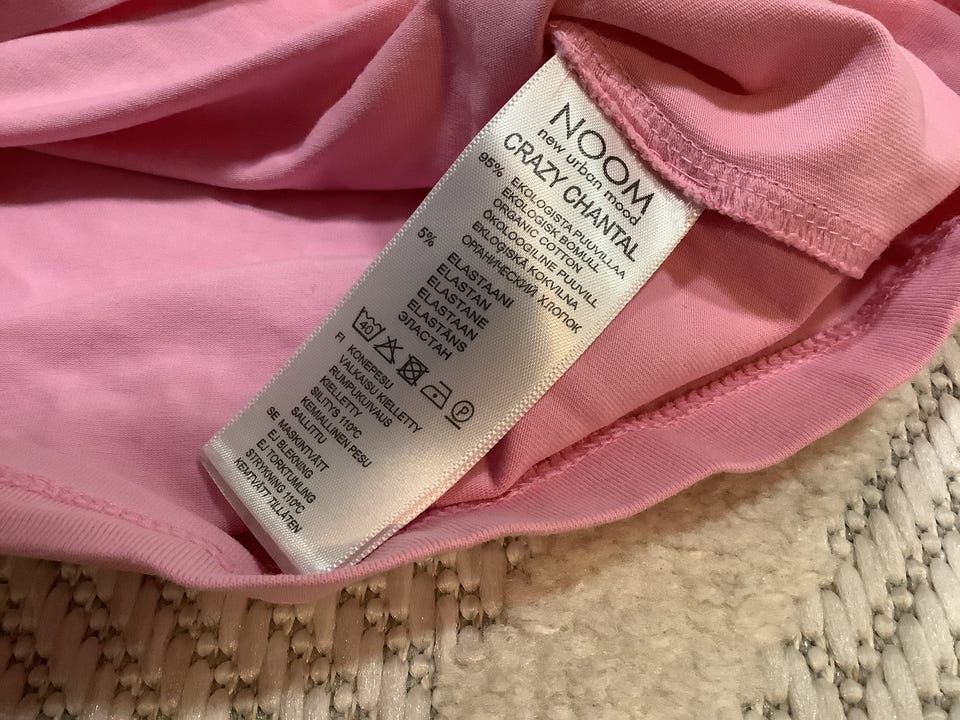 NOOM
new urban mood
CRAZY CHANTAL
95% EKOLOGISTA PUUVILLAA
EKOLOGISK BOMULL
ORGANIC COTTON
ÖKOLOOGILINE PUUVILL
EKLOĢISKA KOKVILNA
ОРГАНИЧЕСКИЙ ХЛОПОК
5% ELASTAANI
ELASTAN
ELASTANE
ELASTAAN
ELASTĀNS
ЭЛАСТАН
40 P
FI KONEPESU
VALKAISU KIELLETTY
RUMPUKUIVAUS
KIELLETTY
SILITYS 110°C
KEMIALLINEN PESU
SALLITTU
SE MASKINTVÄTT
EJ BLEKNING
EJ TORKTUMLING
STRYKNING 110°C
KEMTVÄTT TILLÅTEN